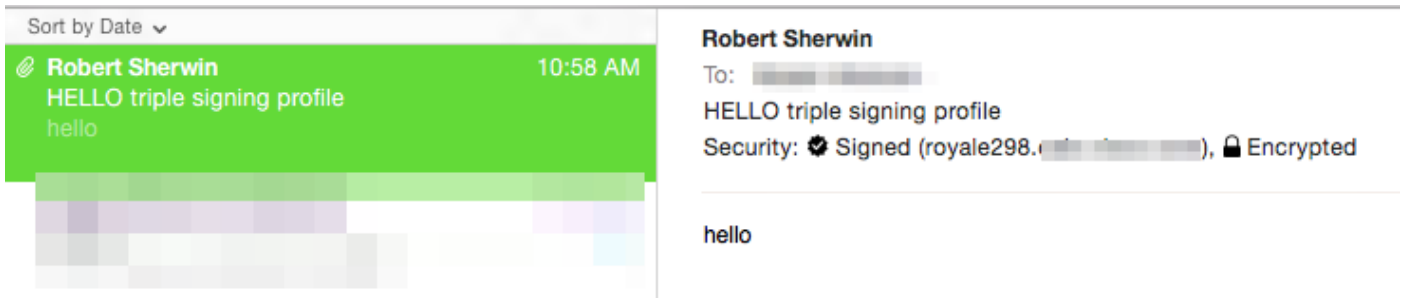 Sort by Date
Robert Sherwin 10:58 AM
HELLO triple signing profile
hello
Robert Sherwin
To:
HELLO triple signing profile
Security: Signed (royale298. ), Encrypted
hello